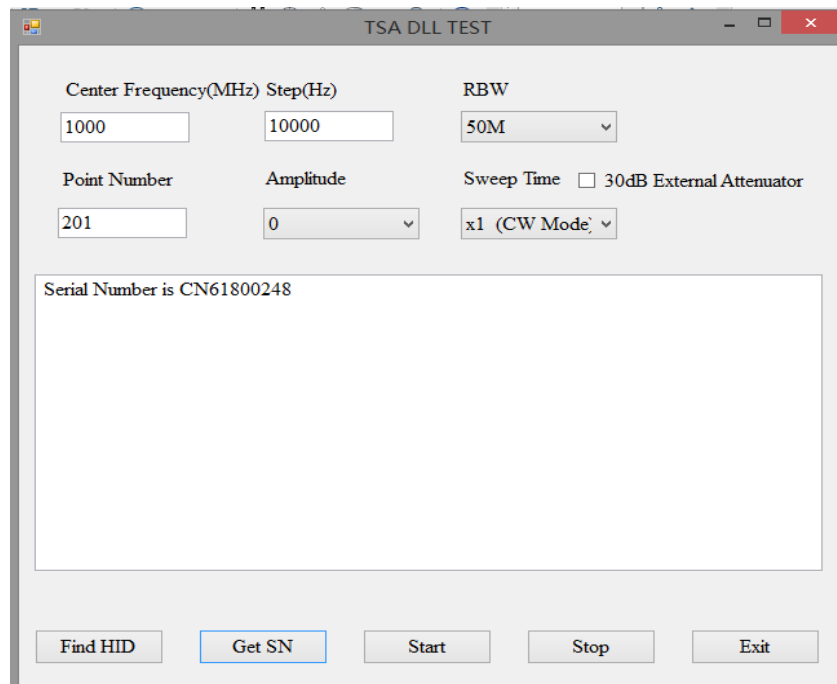 TSA DLL TEST
Center Frequency(MHz) Step(Hz) RBW
1000 10000 50M
Point Number Amplitude Sweep Time 30dB External Attenuator
201 0 x1 (CW Mode)
Serial Number is CN61800248
Find HID Get SN Start Stop Exit